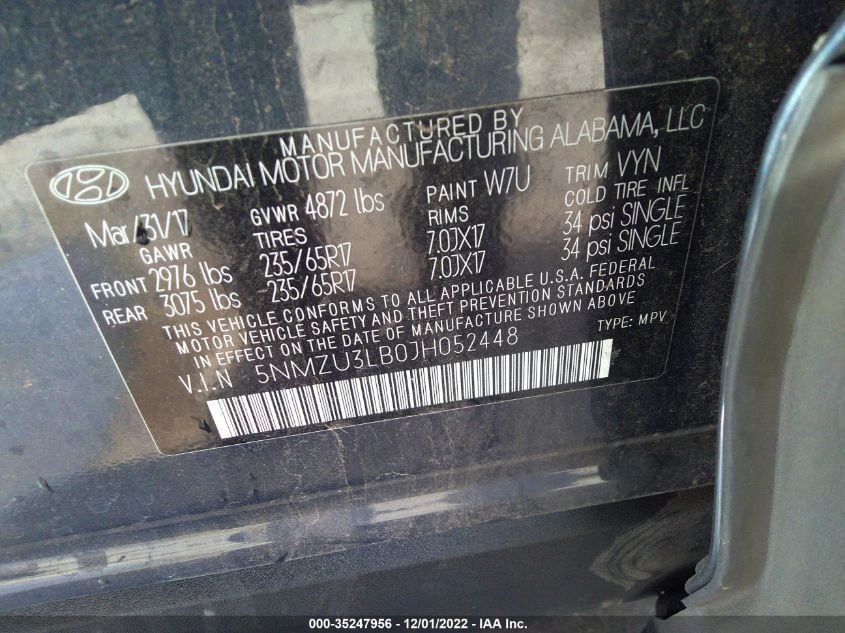 MANUFACTURED BY
HYUNDAI MOTOR MANUFACTURING ALABAMA, LLC
Mar/31/17 GVWR 4872 lbs PAINT W7U TRIM VYN
GAWR TIRES RIMS COLD TIRE INFL
FRONT 2976 lbs 235/65R17 7.0JX17 34 psi SINGLE
REAR 3075 lbs 235/65R17 7.0JX17 34 psi SINGLE
THIS VEHICLE CONFORMS TO ALL APPLICABLE U.S.A. FEDERAL
MOTOR VEHICLE SAFETY AND THEFT PREVENTION STANDARDS
IN EFFECT ON THE DATE OF MANUFACTURE SHOWN ABOVE
V.I.N 5NMZU3LB0JH052448 TYPE: MPV
000-35247956 - 12/01/2022 - IAA Inc.